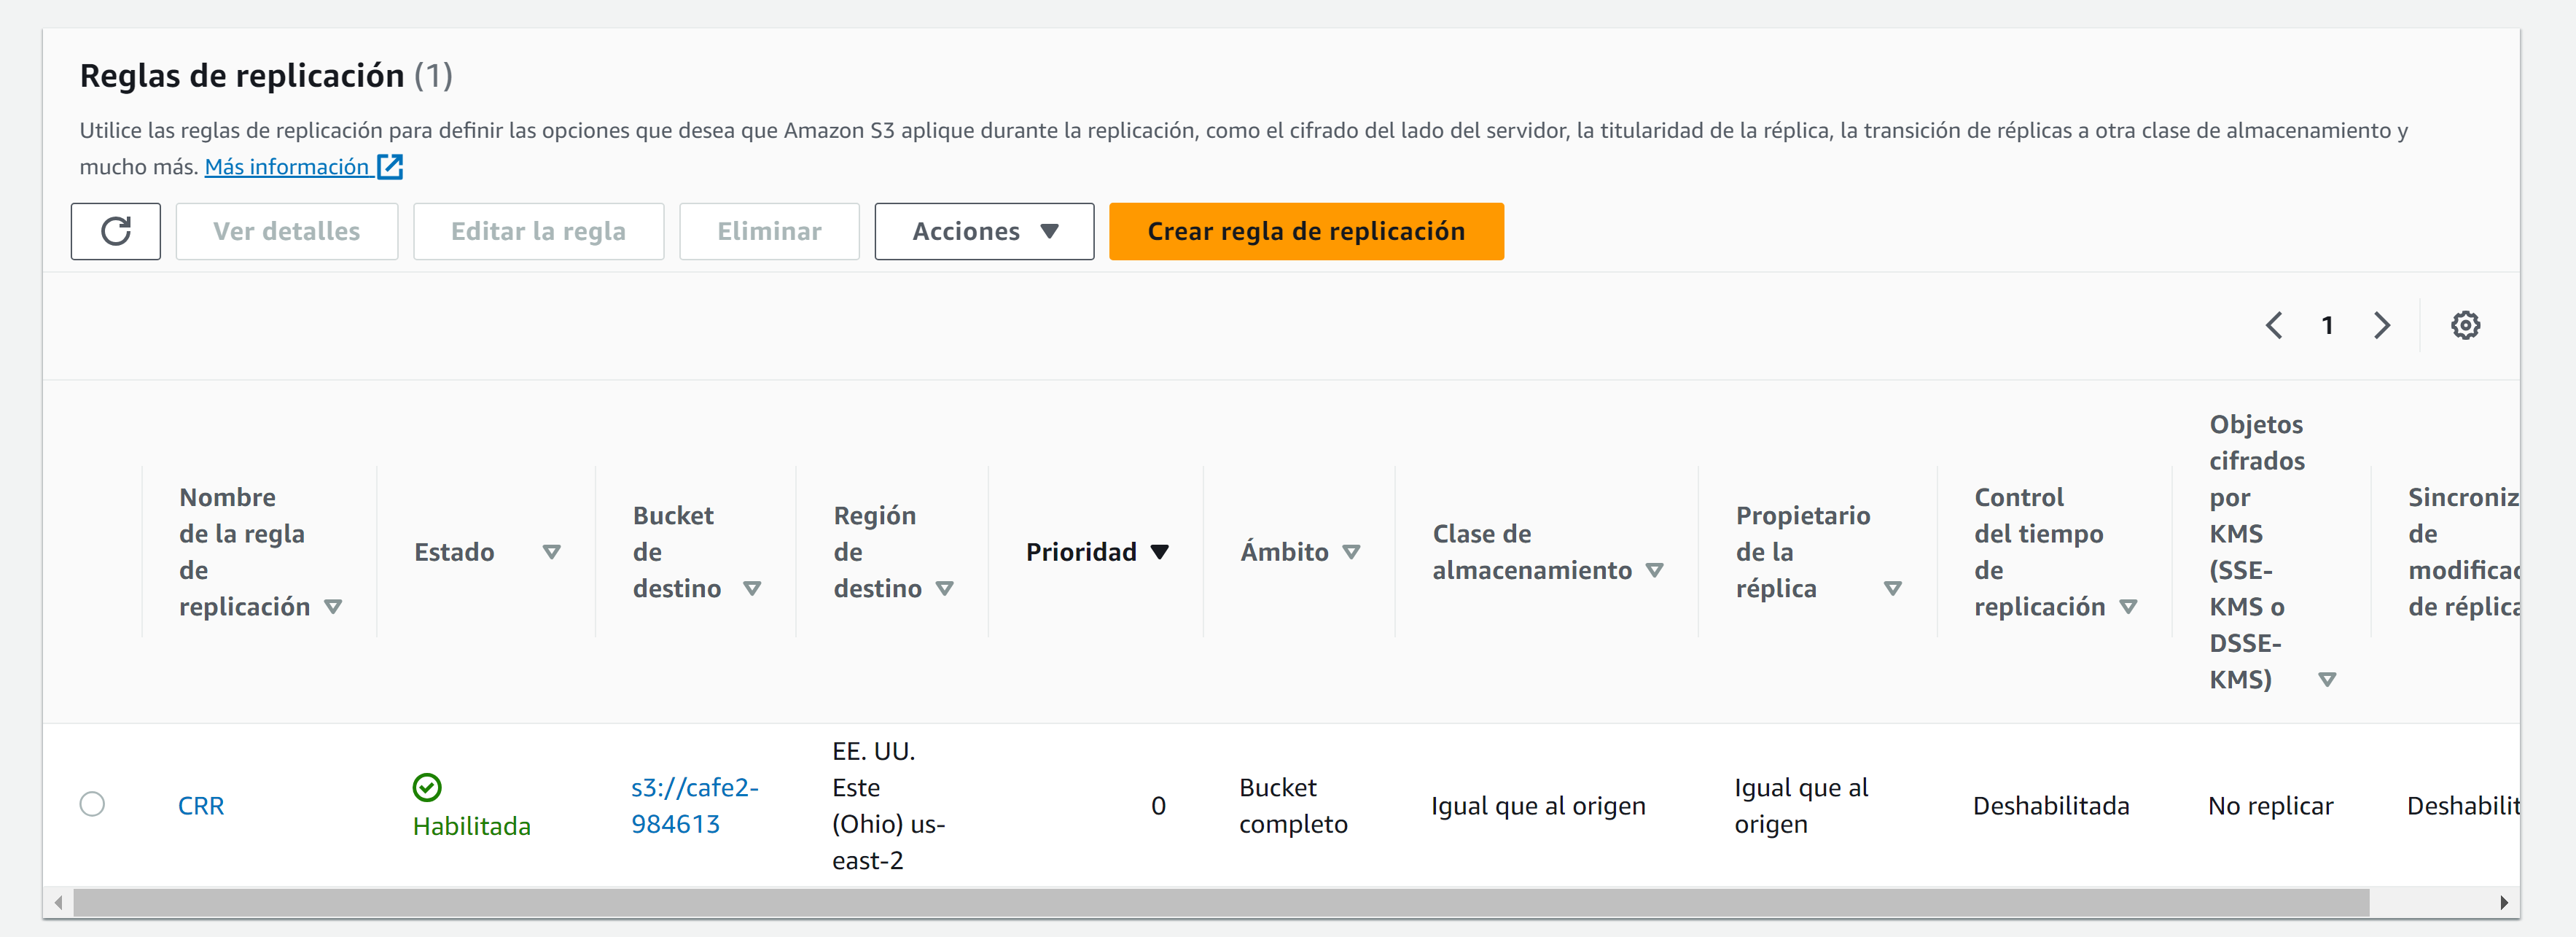 Reglas de replicación (1)
Utilice las reglas de replicación para definir las opciones que desea que Amazon S3 aplique durante la replicación, como el cifrado del lado del servidor, la titularidad de la réplica, la transición de réplicas a otra clase de almacenamiento y
mucho más. Más información
Ver detalles
Editar la regla
Eliminar
Acciones
Crear regla de replicación
1
Nombre
de la regla
de
replicación
Estado
Bucket
de
destino
Región
de
destino
Prioridad
Ámbito
Clase de
almacenamiento
Propietario
de la
réplica
Control
del tiempo
de
replicación
Objetos
cifrados
por
KMS
(SSE-
KMS o
DSSE-
KMS)
Sincroniz
de
modificac
de réplica
CRR
Habilitada
s3://cafe2-
984613
EE. UU.
Este
(Ohio) us-
east-2
0
Bucket
completo
Igual que al origen
Igual que al
origen
Deshabilitada
No replicar
Deshabilit